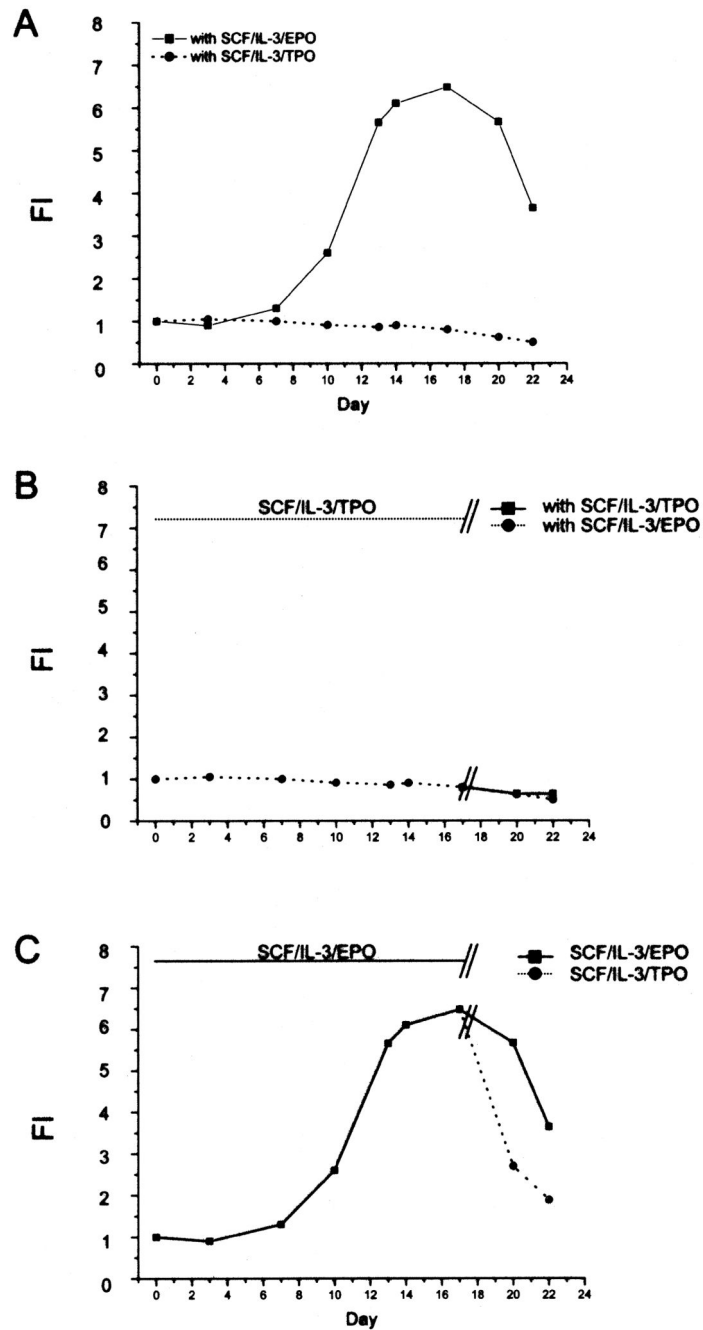 A
with SCF/IL-3/EPO
with SCF/IL-3/TPO
8
7
6
5
4
3
2
1
0
FI
0 2 4 6 8 10 12 14 16 18 20 22 24
Day
B
SCF/IL-3/TPO
with SCF/IL-3/TPO
with SCF/IL-3/EPO
8
7
6
5
4
3
2
1
0
FI
0 2 4 6 8 10 12 14 16 18 20 22 24
C
SCF/IL-3/EPO
SCF/IL-3/EPO
SCF/IL-3/TPO
8
7
6
5
4
3
2
1
0
FI
0 2 4 6 8 10 12 14 16 18 20 22 24
Day